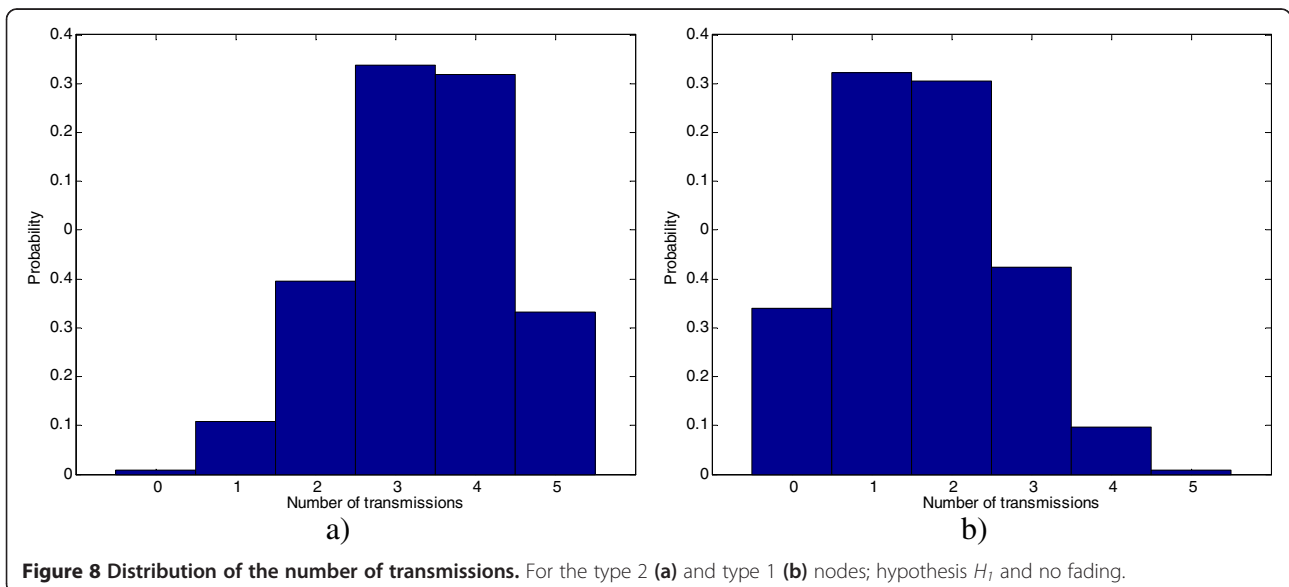 0.4
0.3
0.2
0.1
0
0.4
0.3
0.2
0.1
0
Probability
0 1 2 3 4 5
Number of transmissions
a)
0.4
0.3
0.2
0.1
0
0.4
0.3
0.2
0.1
0
Probability
0 1 2 3 4 5
Number of transmissions
b)
Figure 8 Distribution of the number of transmissions. For the type 2 (a) and type 1 (b) nodes; hypothesis H1 and no fading.